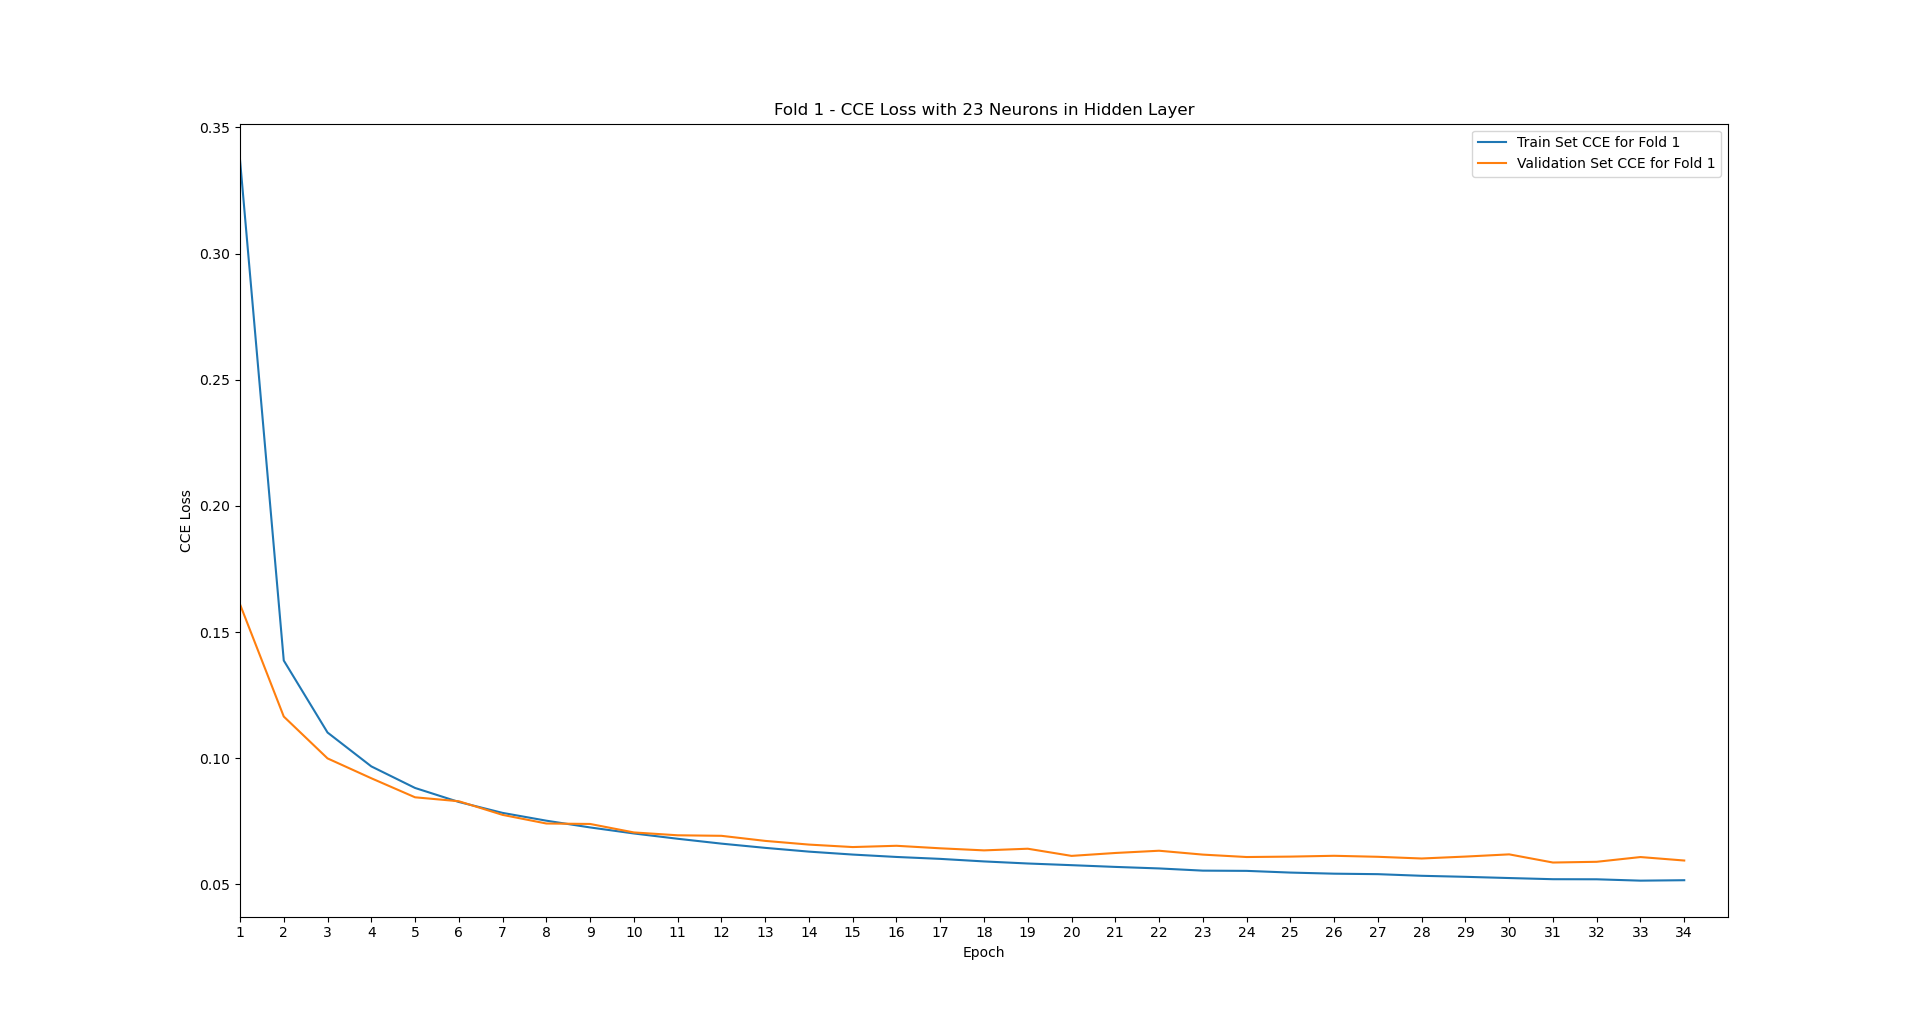 Fold 1 - CCE Loss with 23 Neurons in Hidden Layer
Train Set CCE for Fold 1
Validation Set CCE for Fold 1
CCE Loss
0.35
0.30
0.25
0.20
0.15
0.10
0.05
1 2 3 4 5 6 7 8 9 10 11 12 13 14 15 16 17 18 19 20 21 22 23 24 25 26 27 28 29 30 31 32 33 34
Epoch